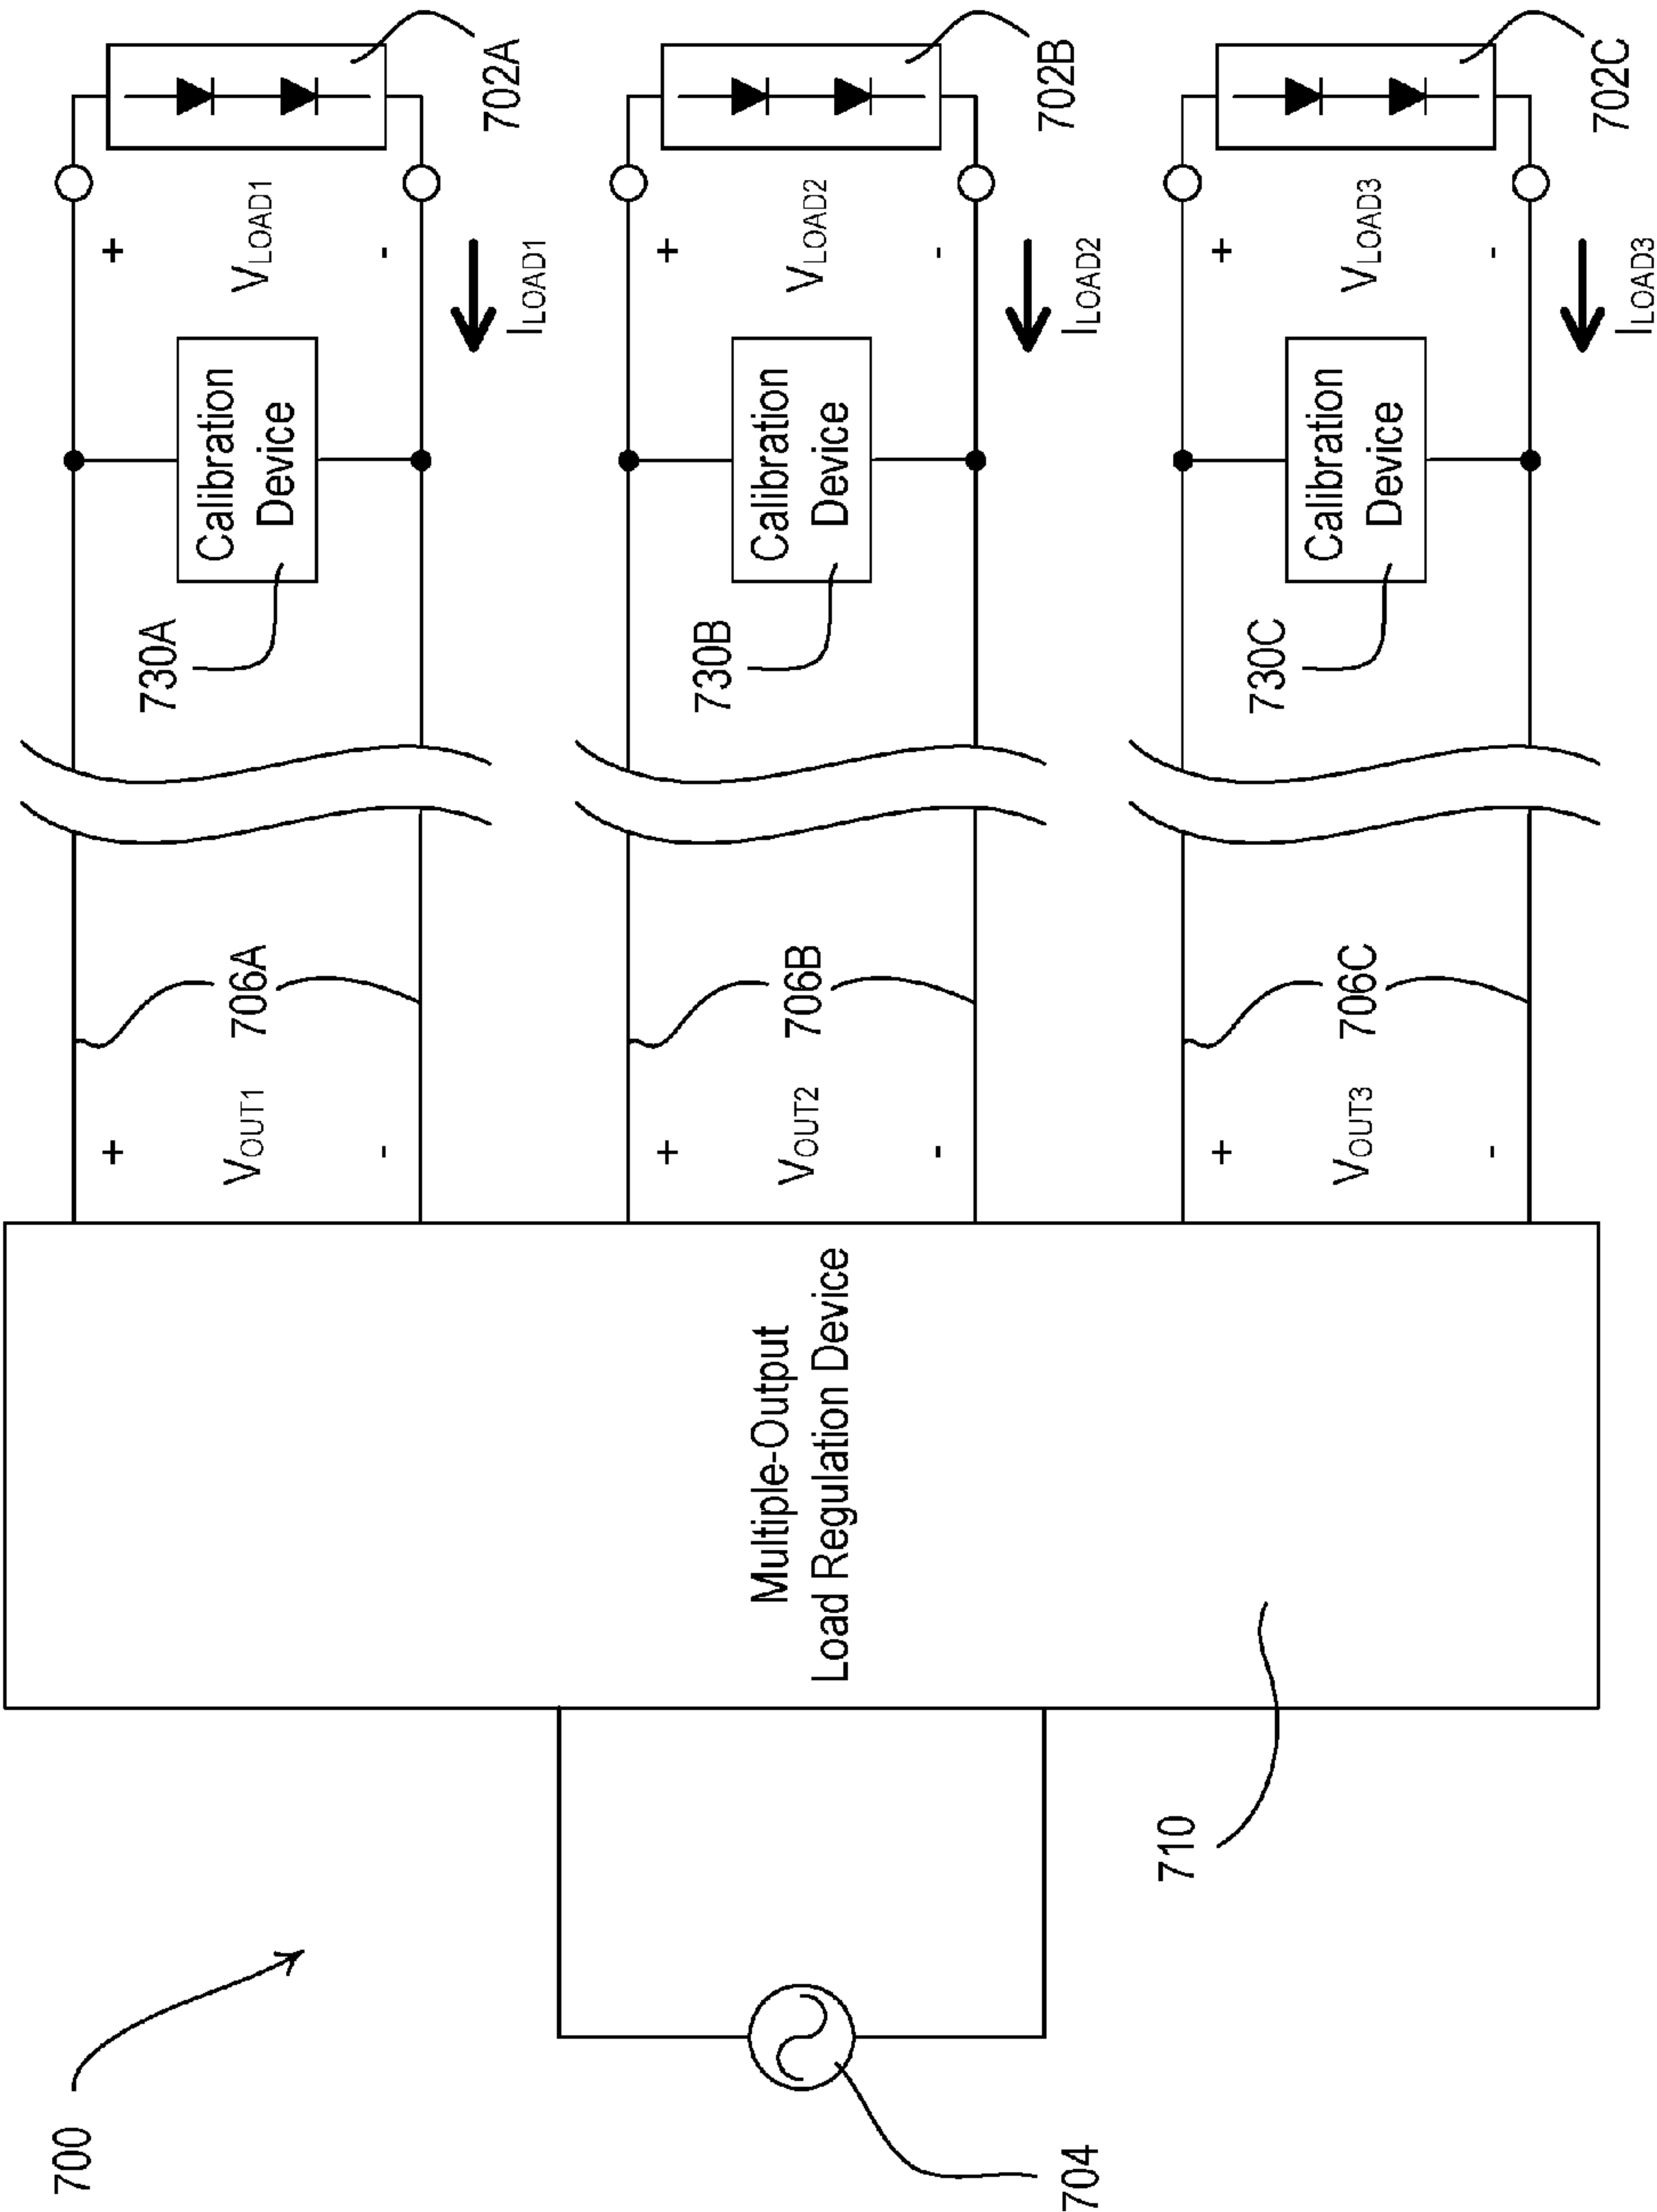 700
704
710
Multiple-Output
Load Regulation Device
+
VOUT1
-
706A
730A
Calibration
Device
+
VLOAD1
-
ILOAD1
702A
+
VOUT2
-
706B
730B
Calibration
Device
+
VLOAD2
-
ILOAD2
702B
+
VOUT3
-
706C
730C
Calibration
Device
+
VLOAD3
-
ILOAD3
702C